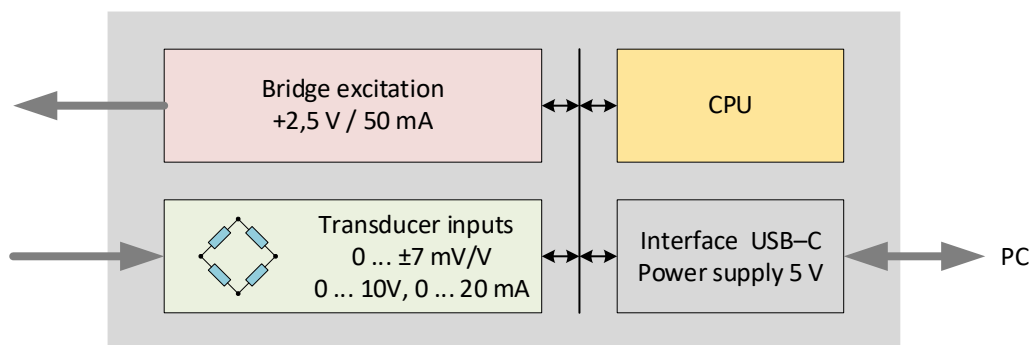 Bridge excitation
+2,5 V / 50 mA
CPU
Transducer inputs
0 ... ±7 mV/V
0 ... 10V, 0 ... 20 mA
Interface USB–C
Power supply 5 V
PC